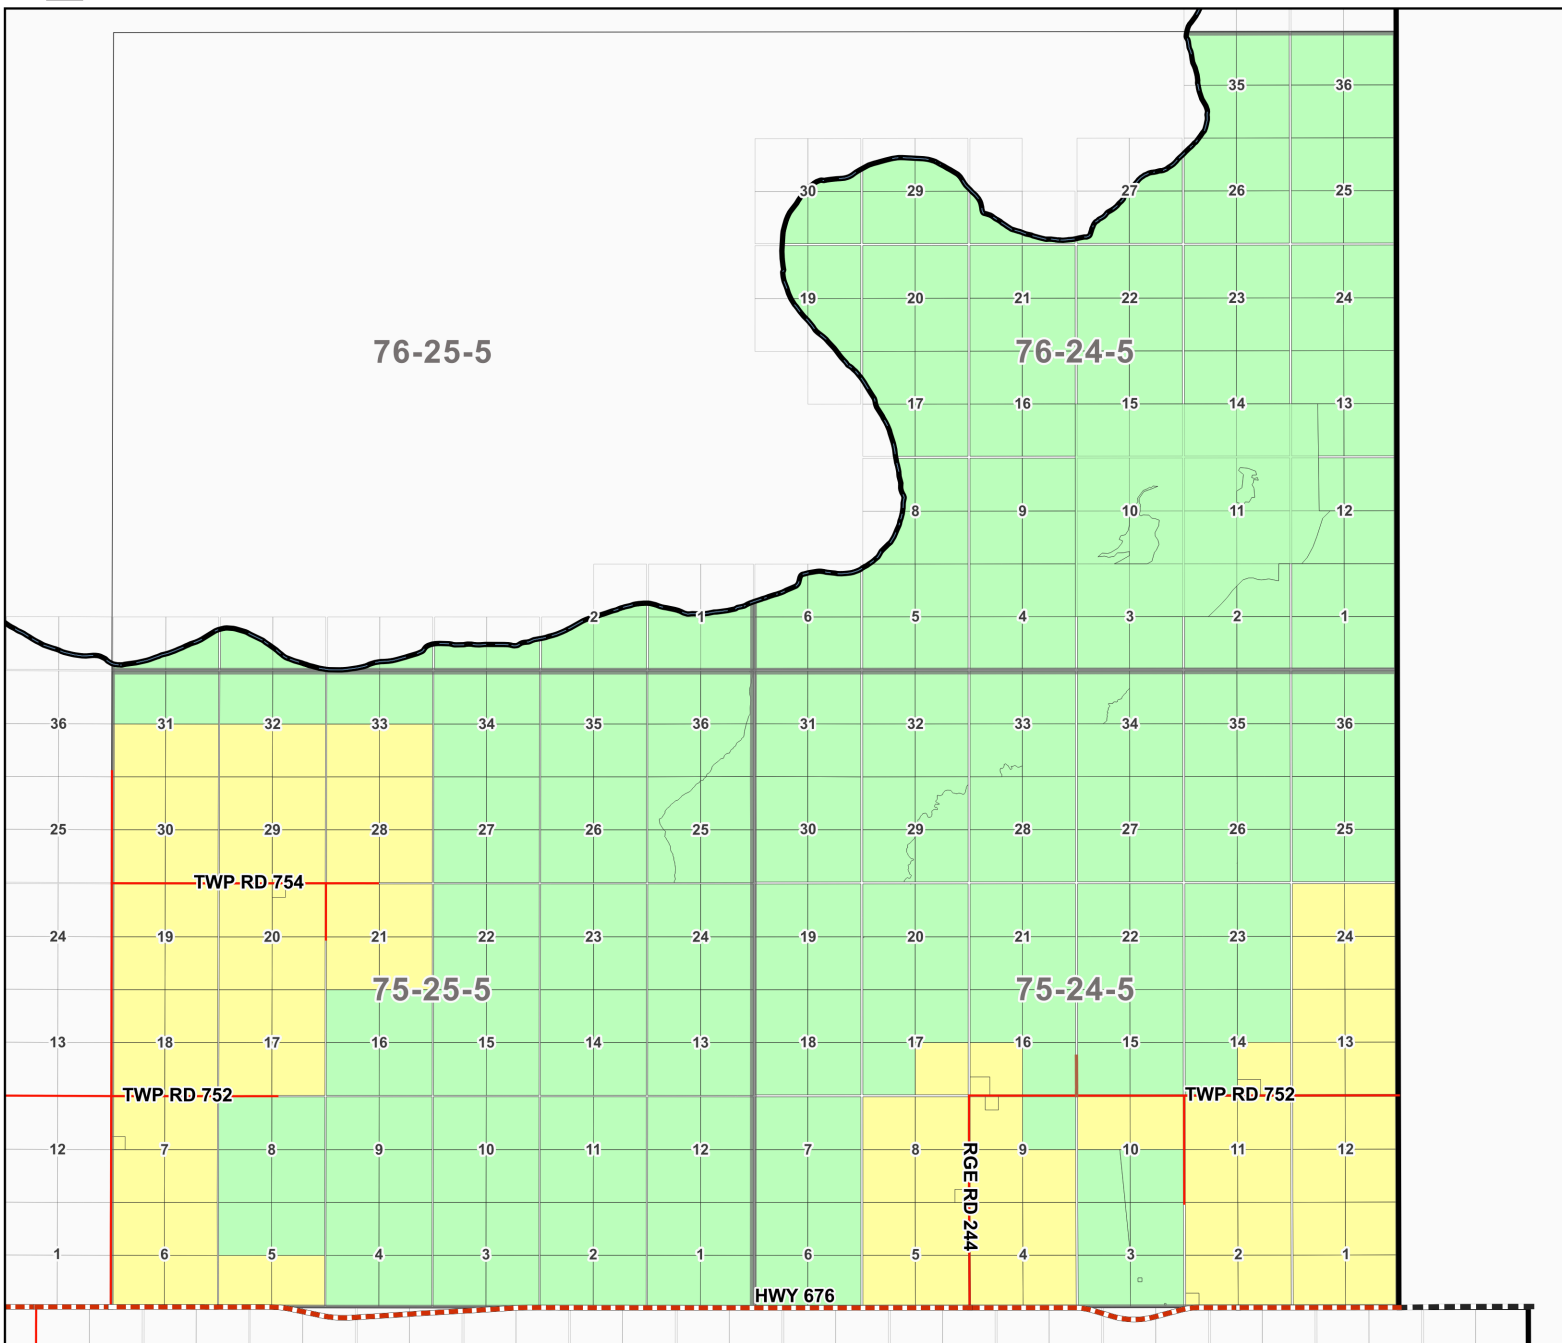 35 36
30 29 27 26 25
19 20 21 22 23 24
76-25-5 76-24-5
17 16 15 14 13
8 9 10 11 12
2 1 6 5 4 3 2 1
36 31 32 33 34 35 36 31 32 33 34 35 36
25 30 29 28 27 26 25 30 29 28 27 26 25
TWP RD 754
24 19 20 21 22 23 24 19 20 21 22 23 24
75-25-5 75-24-5
13 18 17 16 15 14 13 18 17 16 15 14 13
TWP RD 752 TWP RD 752
12 7 8 9 10 11 12 7 8 9 10 11 12
RGE RD 244
1 6 5 4 3 2 1 6 5 4 3 2 1
HWY 676